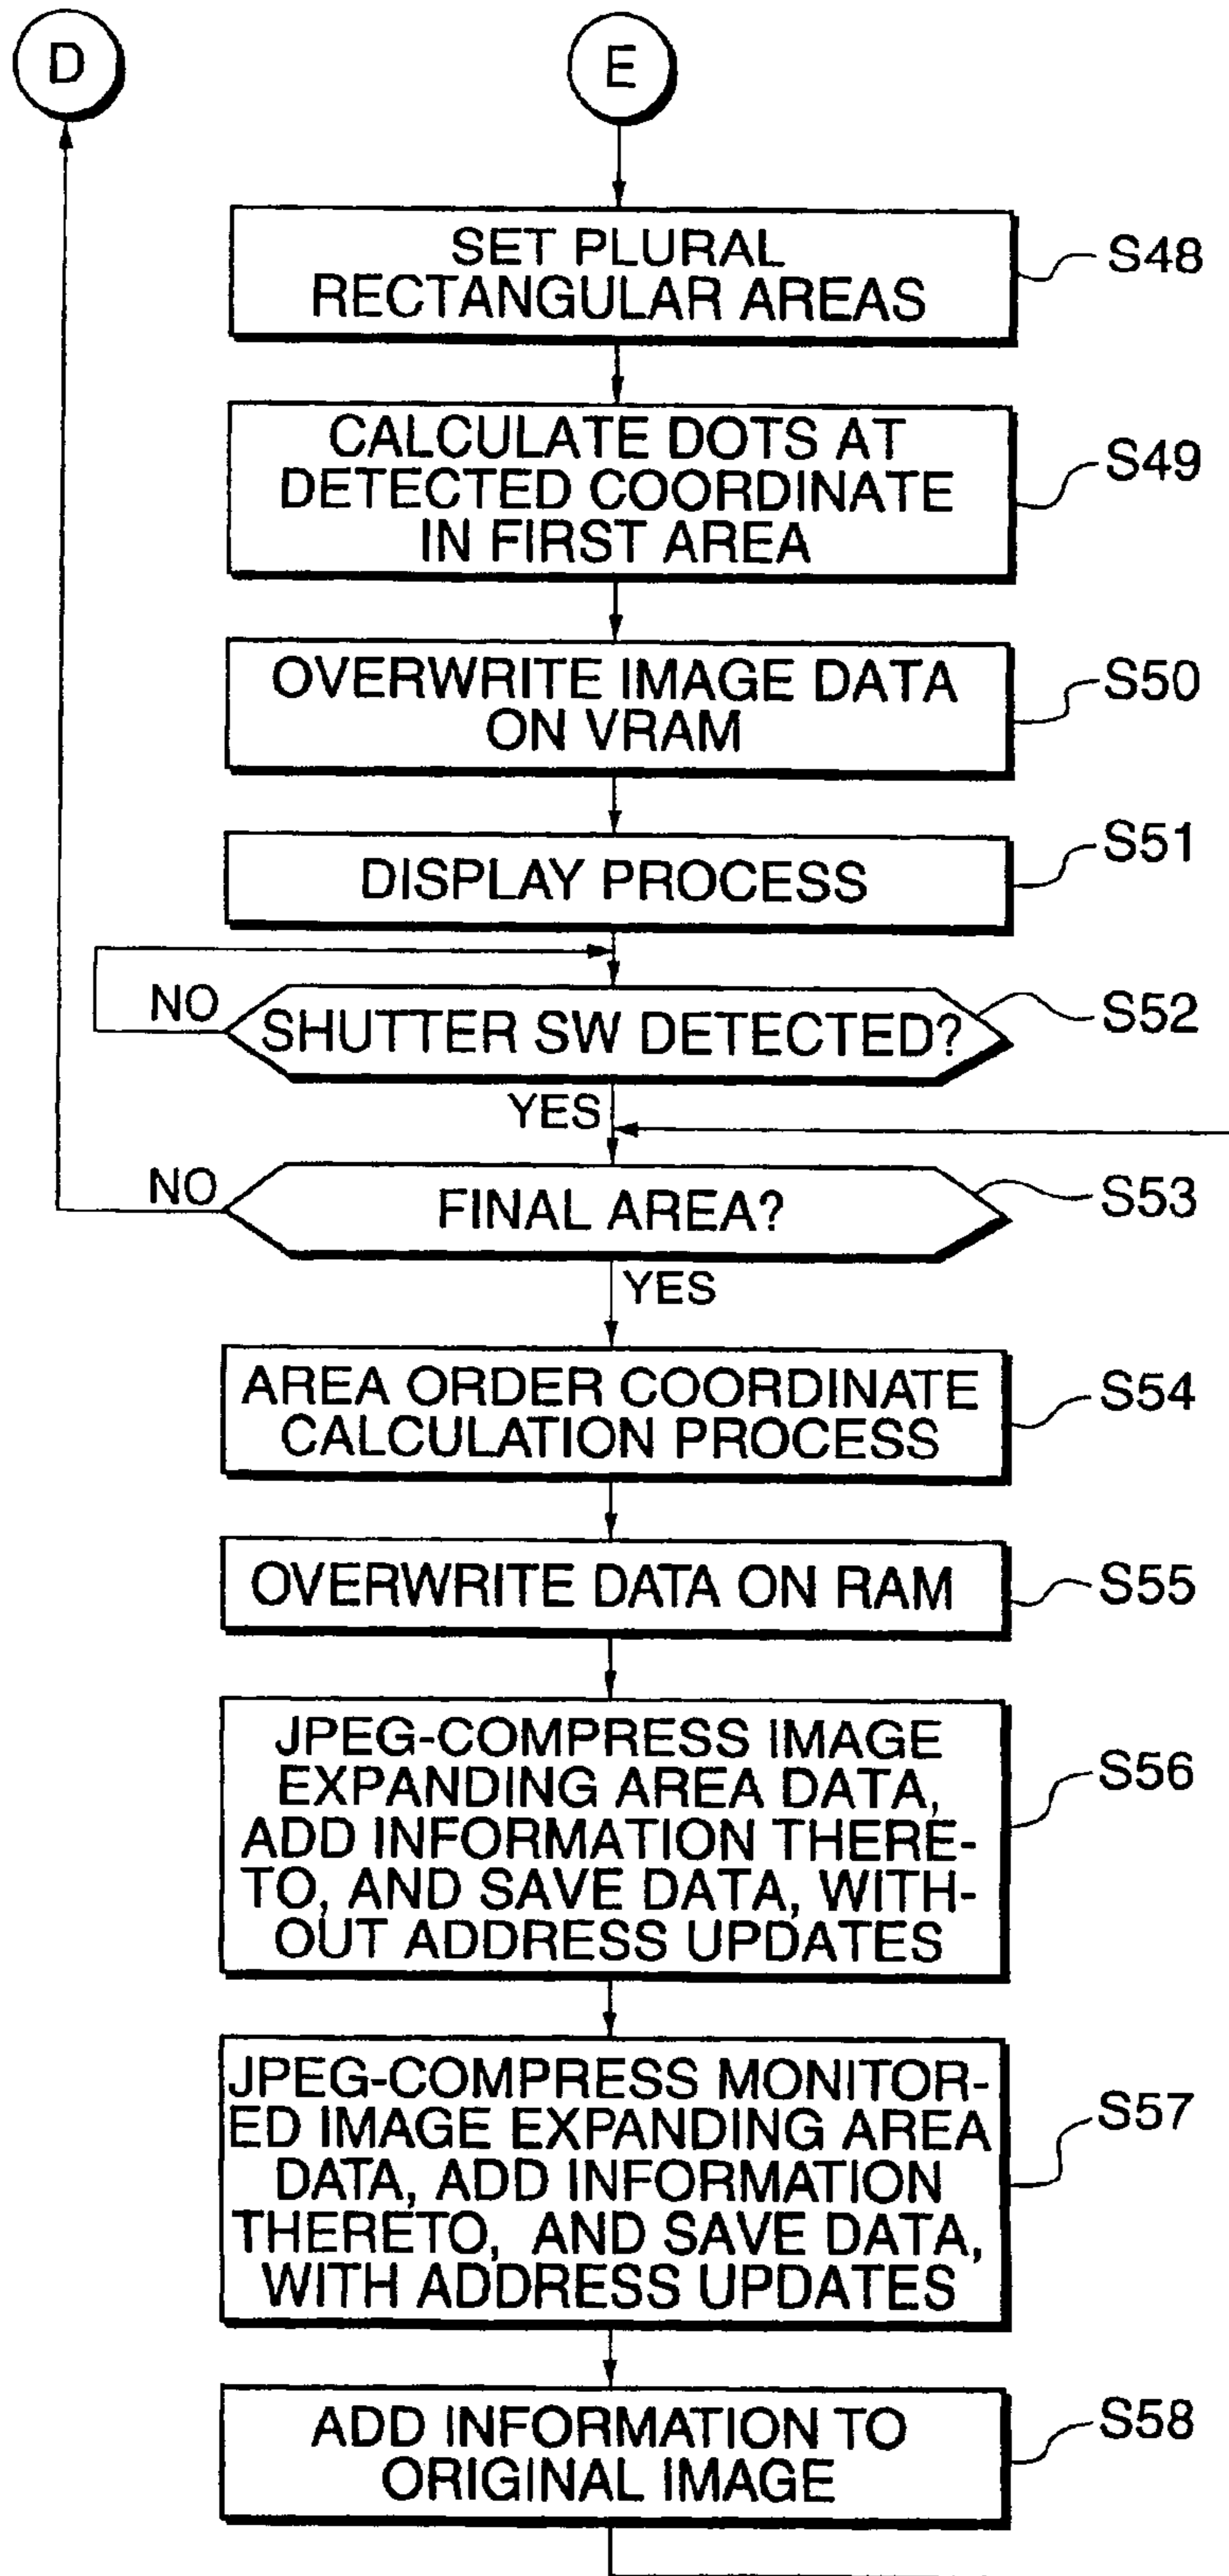 D
E
SET PLURAL
RECTANGULAR AREAS
S48
CALCULATE DOTS AT
DETECTED COORDINATE
IN FIRST AREA
S49
OVERWRITE IMAGE DATA
ON VRAM
S50
DISPLAY PROCESS
S51
NO
SHUTTER SW DETECTED?
S52
YES
NO
FINAL AREA?
S53
YES
AREA ORDER COORDINATE
CALCULATION PROCESS
S54
OVERWRITE DATA ON RAM
S55
JPEG-COMPRESS IMAGE
EXPANDING AREA DATA,
ADD INFORMATION THERE-
TO, AND SAVE DATA, WITH-
OUT ADDRESS UPDATES
S56
JPEG-COMPRESS MONITOR-
ED IMAGE EXPANDING AREA
DATA, ADD INFORMATION
THERETO, AND SAVE DATA,
WITH ADDRESS UPDATES
S57
ADD INFORMATION TO
ORIGINAL IMAGE
S58